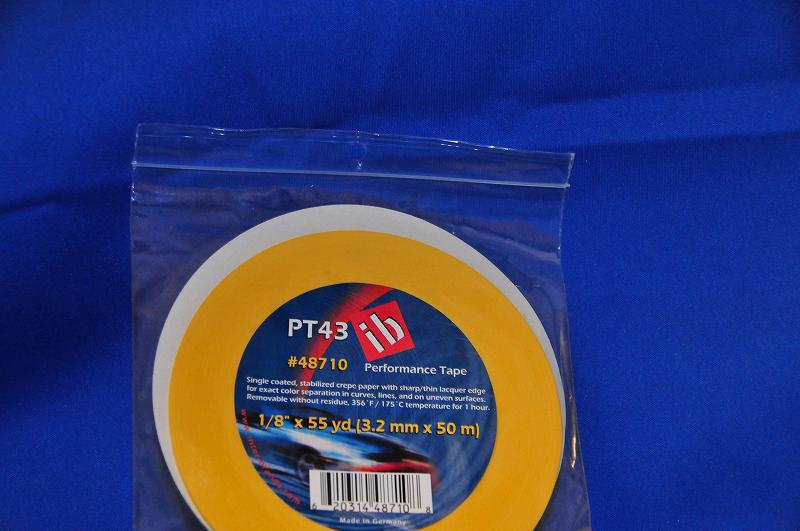 PT43
ib
#48710
Performance Tape
Single coated, stabilized crepe paper with sharp/thin lacquer edge
for exact color separation in curves, lines, and on uneven surfaces.
Removable without residue, 356°F / 175°C temperature for 1 hour.
1/8" x 55 yd (3.2 mm x 50 m)
6 20314 48710 8
Made in Germany